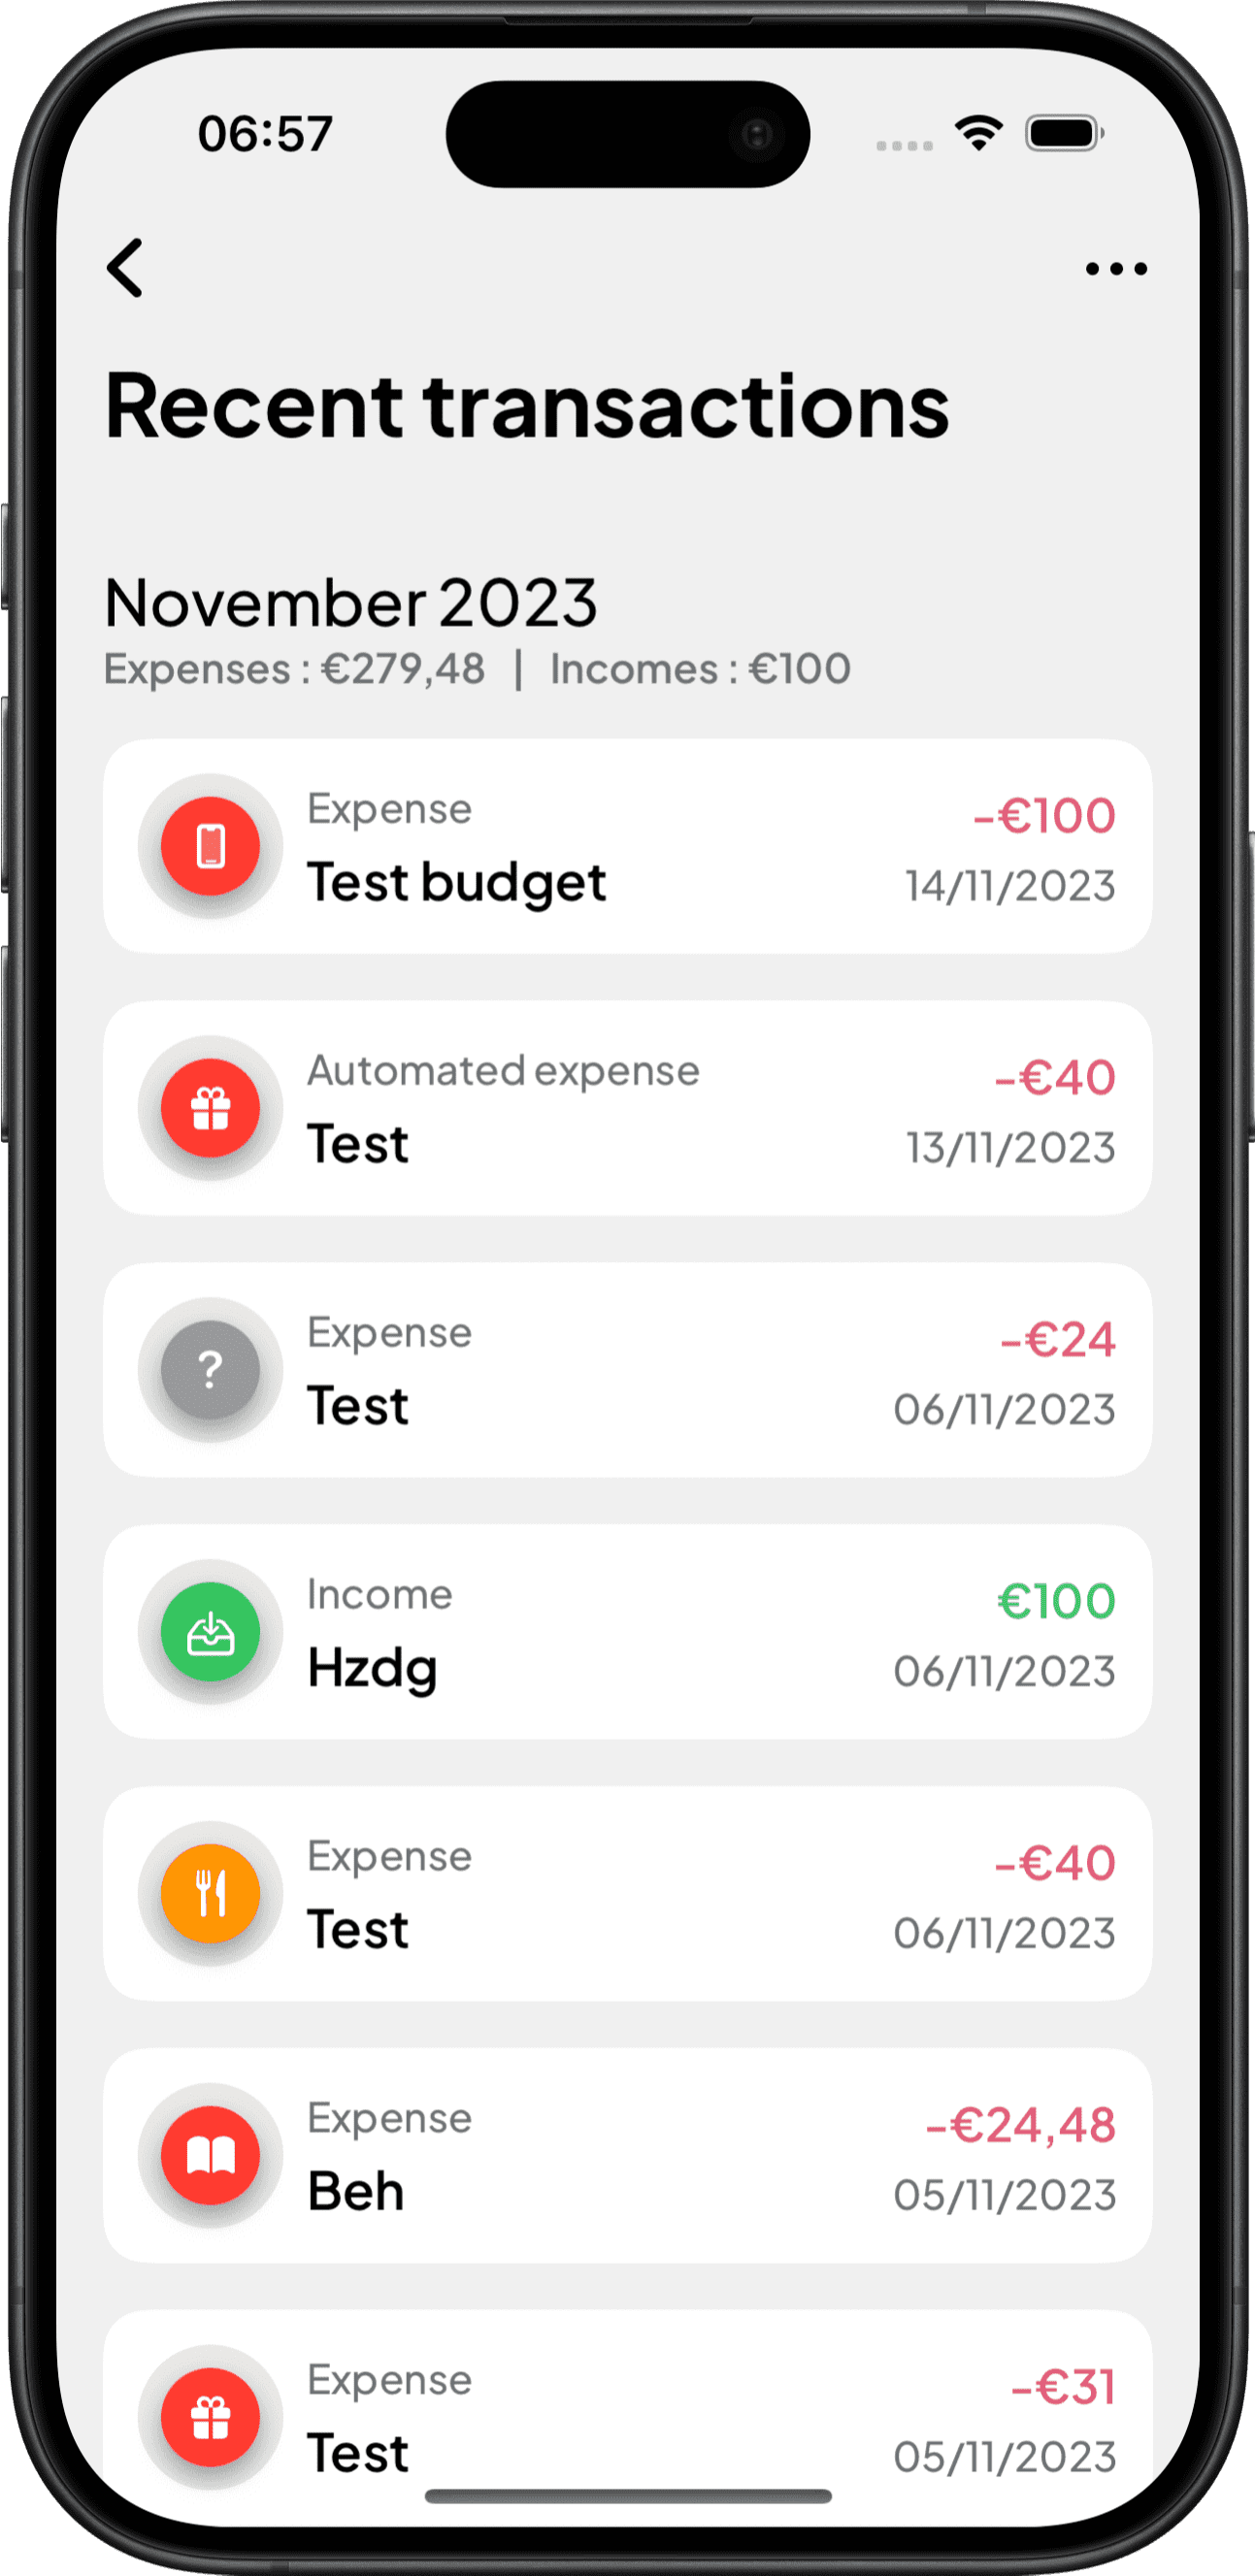 06:57
Recent transactions
November 2023
Expenses : €279,48 | Incomes : €100
Expense
-€100
Test budget
14/11/2023
Automated expense
-€40
Test
13/11/2023
?
Expense
-€24
Test
06/11/2023
Income
€100
Hzdg
06/11/2023
Expense
-€40
Test
06/11/2023
Expense
-€24,48
Beh
05/11/2023
Expense
-€31
Test
05/11/2023